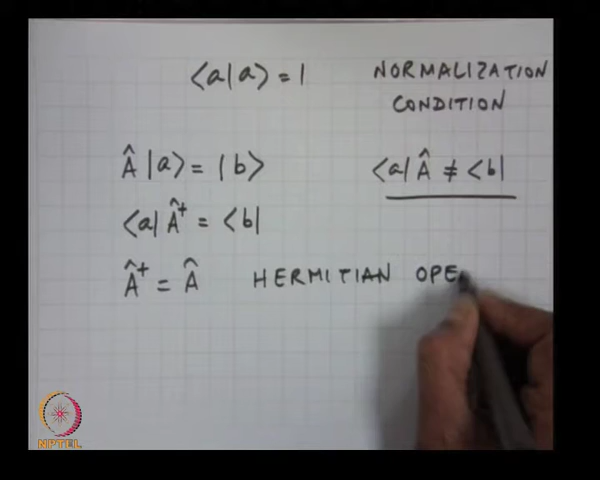 ⟨a|a⟩ = 1 NORMALIZATION
CONDITION
Â |a⟩ = |b⟩ ⟨a| Â ≠ ⟨b|
⟨a| Â† = ⟨b|
Â† = Â HERMITIAN OPE
NPTEL